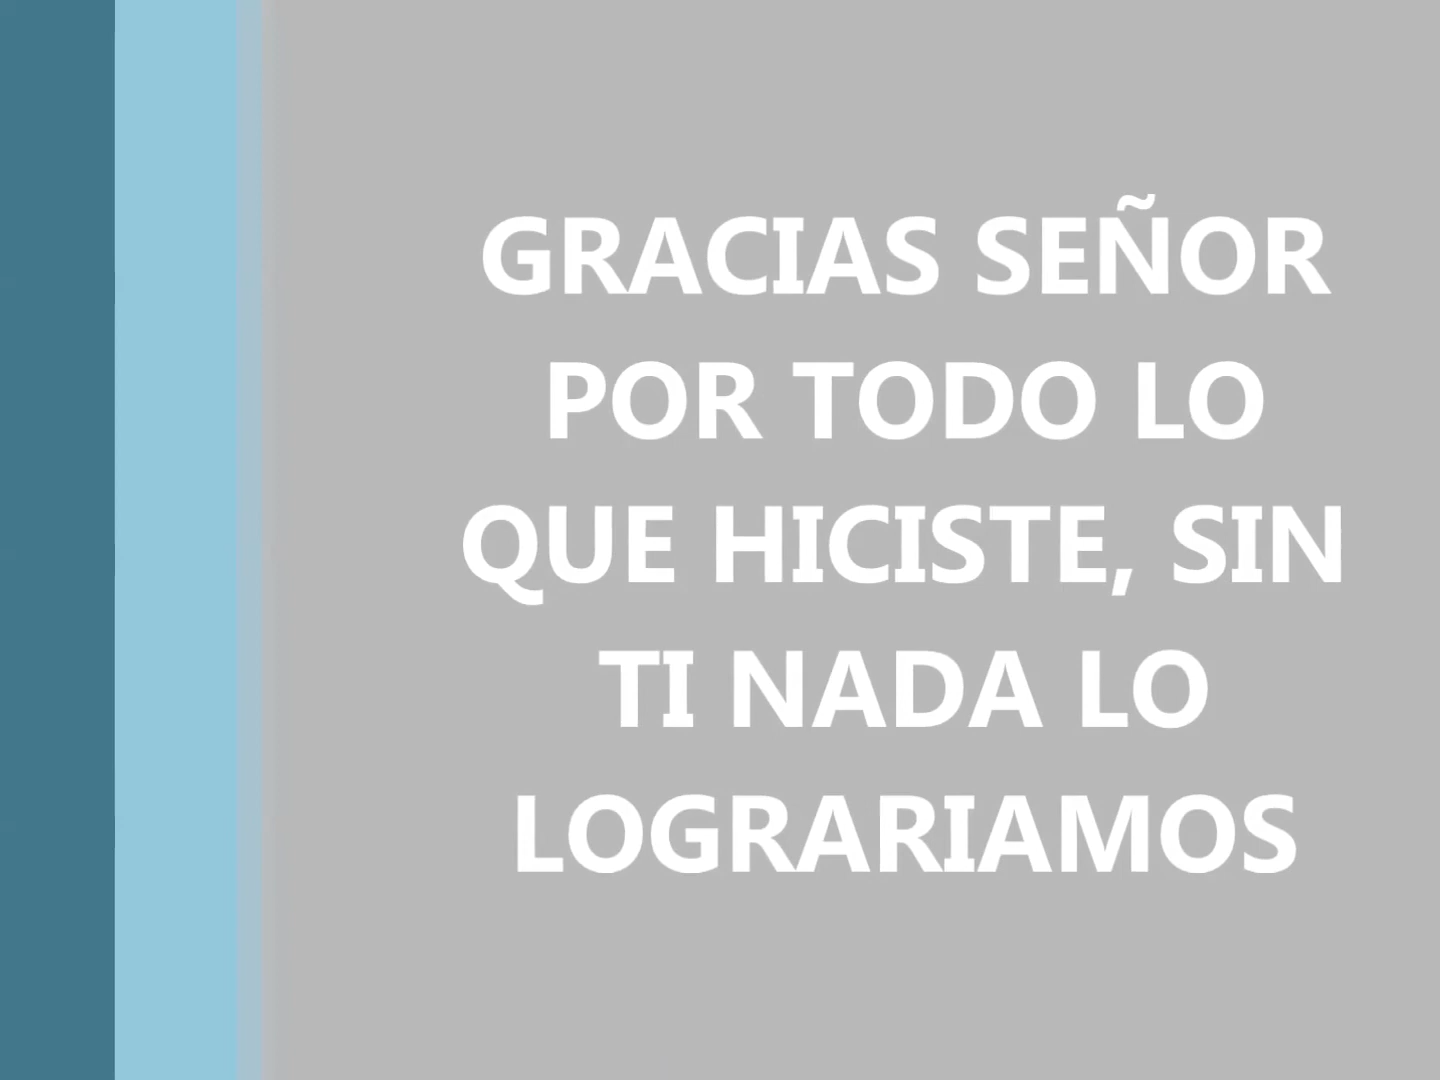 GRACIAS SEÑOR
POR TODO LO
QUE HICISTE, SIN
TI NADA LO
LOGRARIAMOS